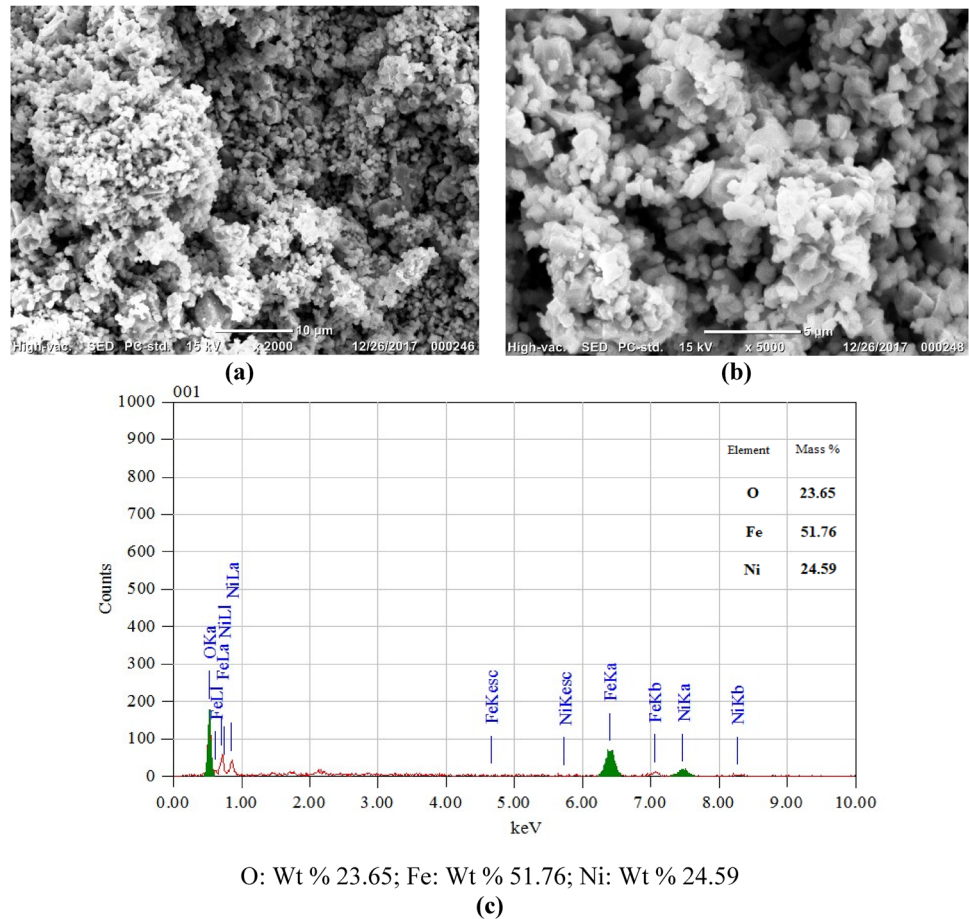 10 µm
High-vac. SED PC-std. 15 kV x 2000 12/26/2017 000246
5 µm
High-vac. SED PC-std. 15 kV x 5000 12/26/2017 000248
(a)
(b)
001
1000
900
800
700
600
500
400
300
200
100
0
Counts
Element Mass %
O 23.65
Fe 51.76
Ni 24.59
OKa
FeLl
FeLa
NiLl
NiLa
FeKesc
NiKesc
FeKa
FeKb
NiKa
NiKb
0.00 1.00 2.00 3.00 4.00 5.00 6.00 7.00 8.00 9.00 10.00
keV
O: Wt % 23.65; Fe: Wt % 51.76; Ni: Wt % 24.59
(c)